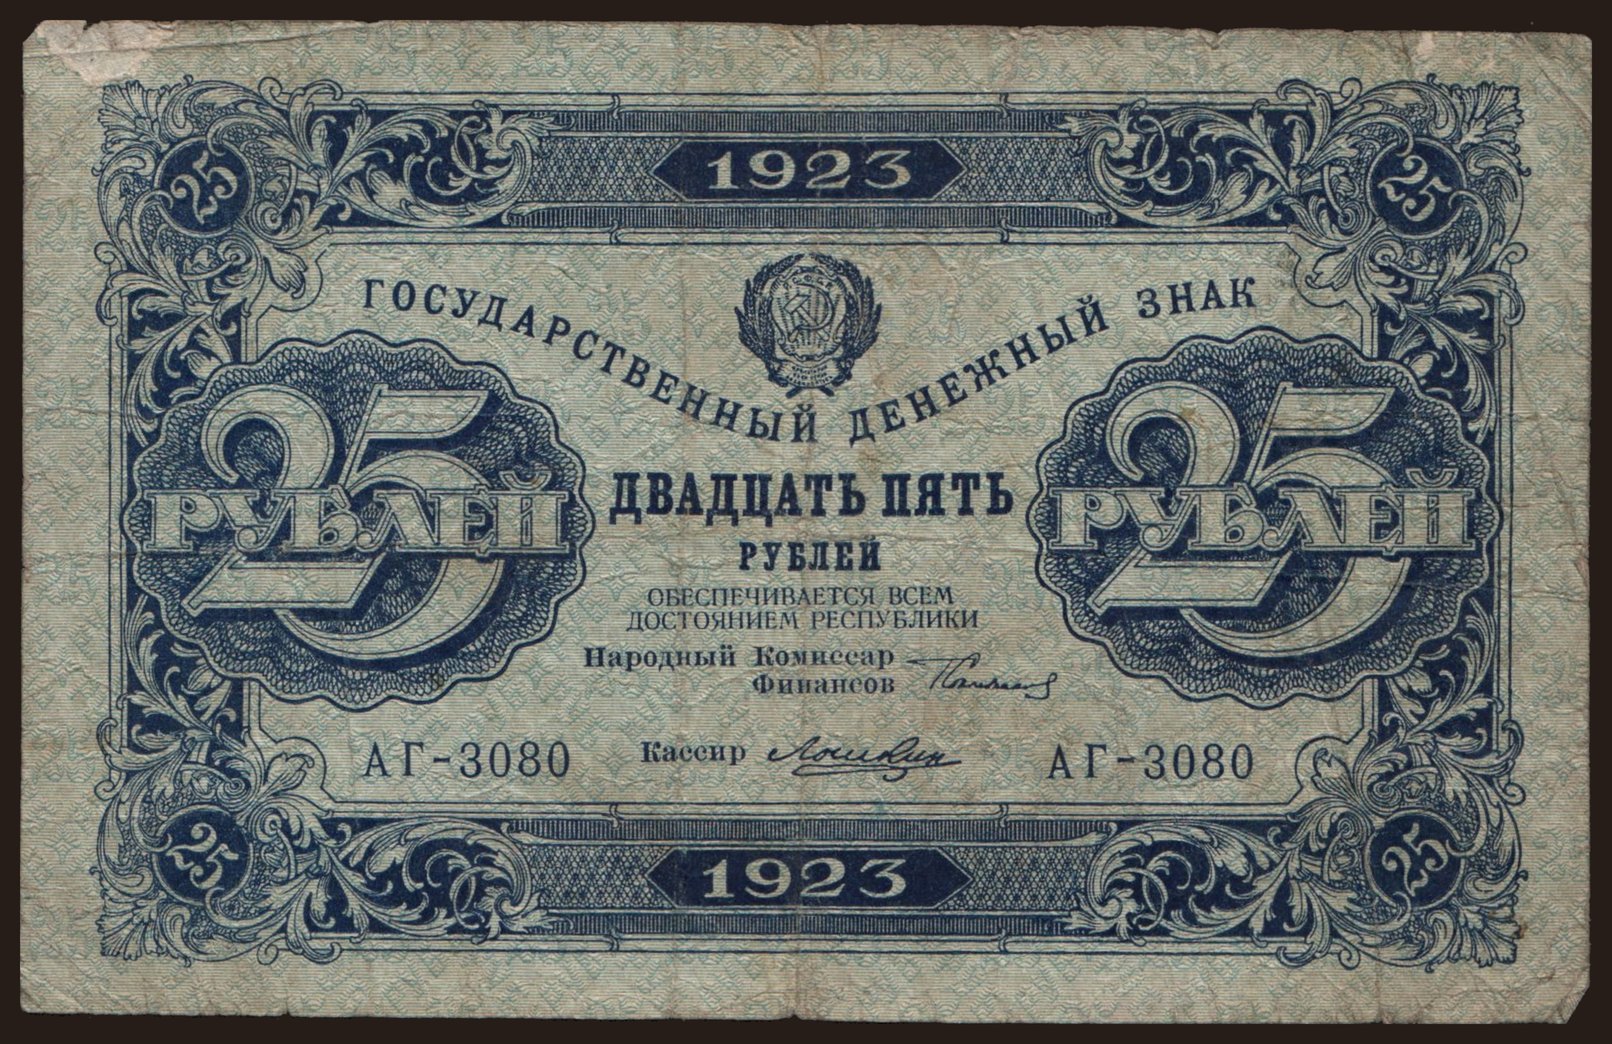 25 1923 25
ГОСУДАРСТВЕННЫЙ ДЕНЕЖНЫЙ ЗНАК
25 РУБЛЕЙ
25 РУБЛЕЙ
ДВАДЦАТЬ ПЯТЬ
РУБЛЕЙ
ОБЕСПЕЧИВАЕТСЯ ВСЕМ
ДОСТОЯНИЕМ РЕСПУБЛИКИ
Народный Комиссар
Финансов
АГ-3080 Кассир Лошкин АГ-3080
25 1923 25